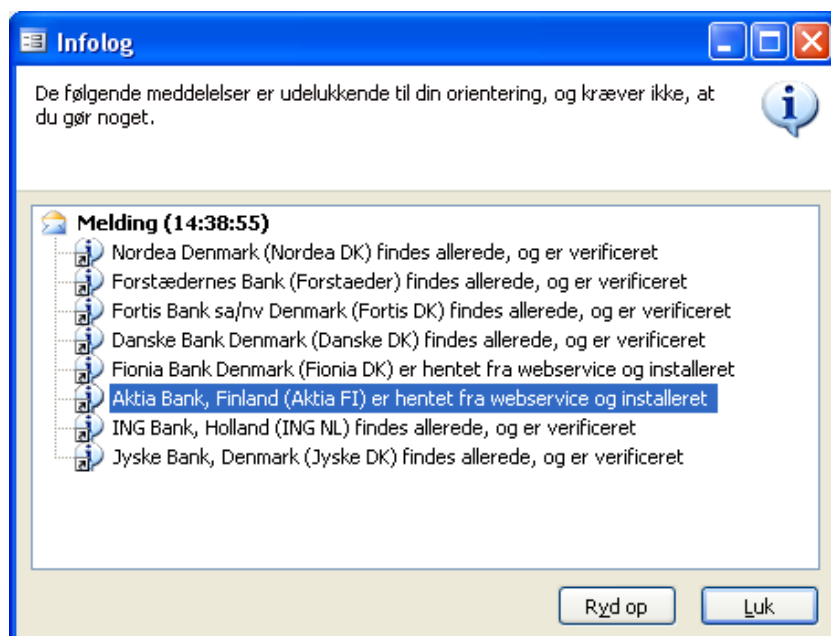 Infolog
De følgende meddelelser er udelukkende til din orientering, og kræver ikke, at
du gør noget.
Melding (14:38:55)
Nordea Denmark (Nordea DK) findes allerede, og er verificeret
Forstædernes Bank (Forstaeder) findes allerede, og er verificeret
Fortis Bank sa/nv Denmark (Fortis DK) findes allerede, og er verificeret
Danske Bank Denmark (Danske DK) findes allerede, og er verificeret
Fionia Bank Denmark (Fionia DK) er hentet fra webservice og installeret
Aktia Bank, Finland (Aktia FI) er hentet fra webservice og installeret
ING Bank, Holland (ING NL) findes allerede, og er verificeret
Jyske Bank, Denmark (Jyske DK) findes allerede, og er verificeret
Ryd op
Luk